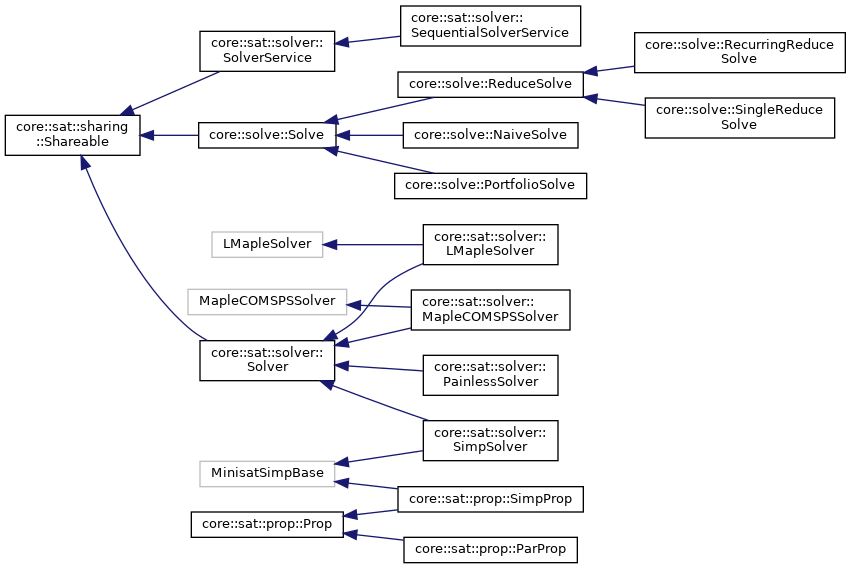 core::sat::solver::
SequentialSolverService
core::sat::solver::
SolverService
core::solve::RecurringReduce
Solve
core::solve::ReduceSolve
core::solve::SingleReduce
Solve
core::sat::sharing
::Shareable
core::solve::Solve
core::solve::NaiveSolve
core::solve::PortfolioSolve
LMapleSolver
core::sat::solver::
LMapleSolver
MapleCOMSPSSolver
core::sat::solver::
MapleCOMSPSSolver
core::sat::solver::
Solver
core::sat::solver::
PainlessSolver
core::sat::solver::
SimpSolver
MinisatSimpBase
core::sat::prop::SimpProp
core::sat::prop::Prop
core::sat::prop::ParProp